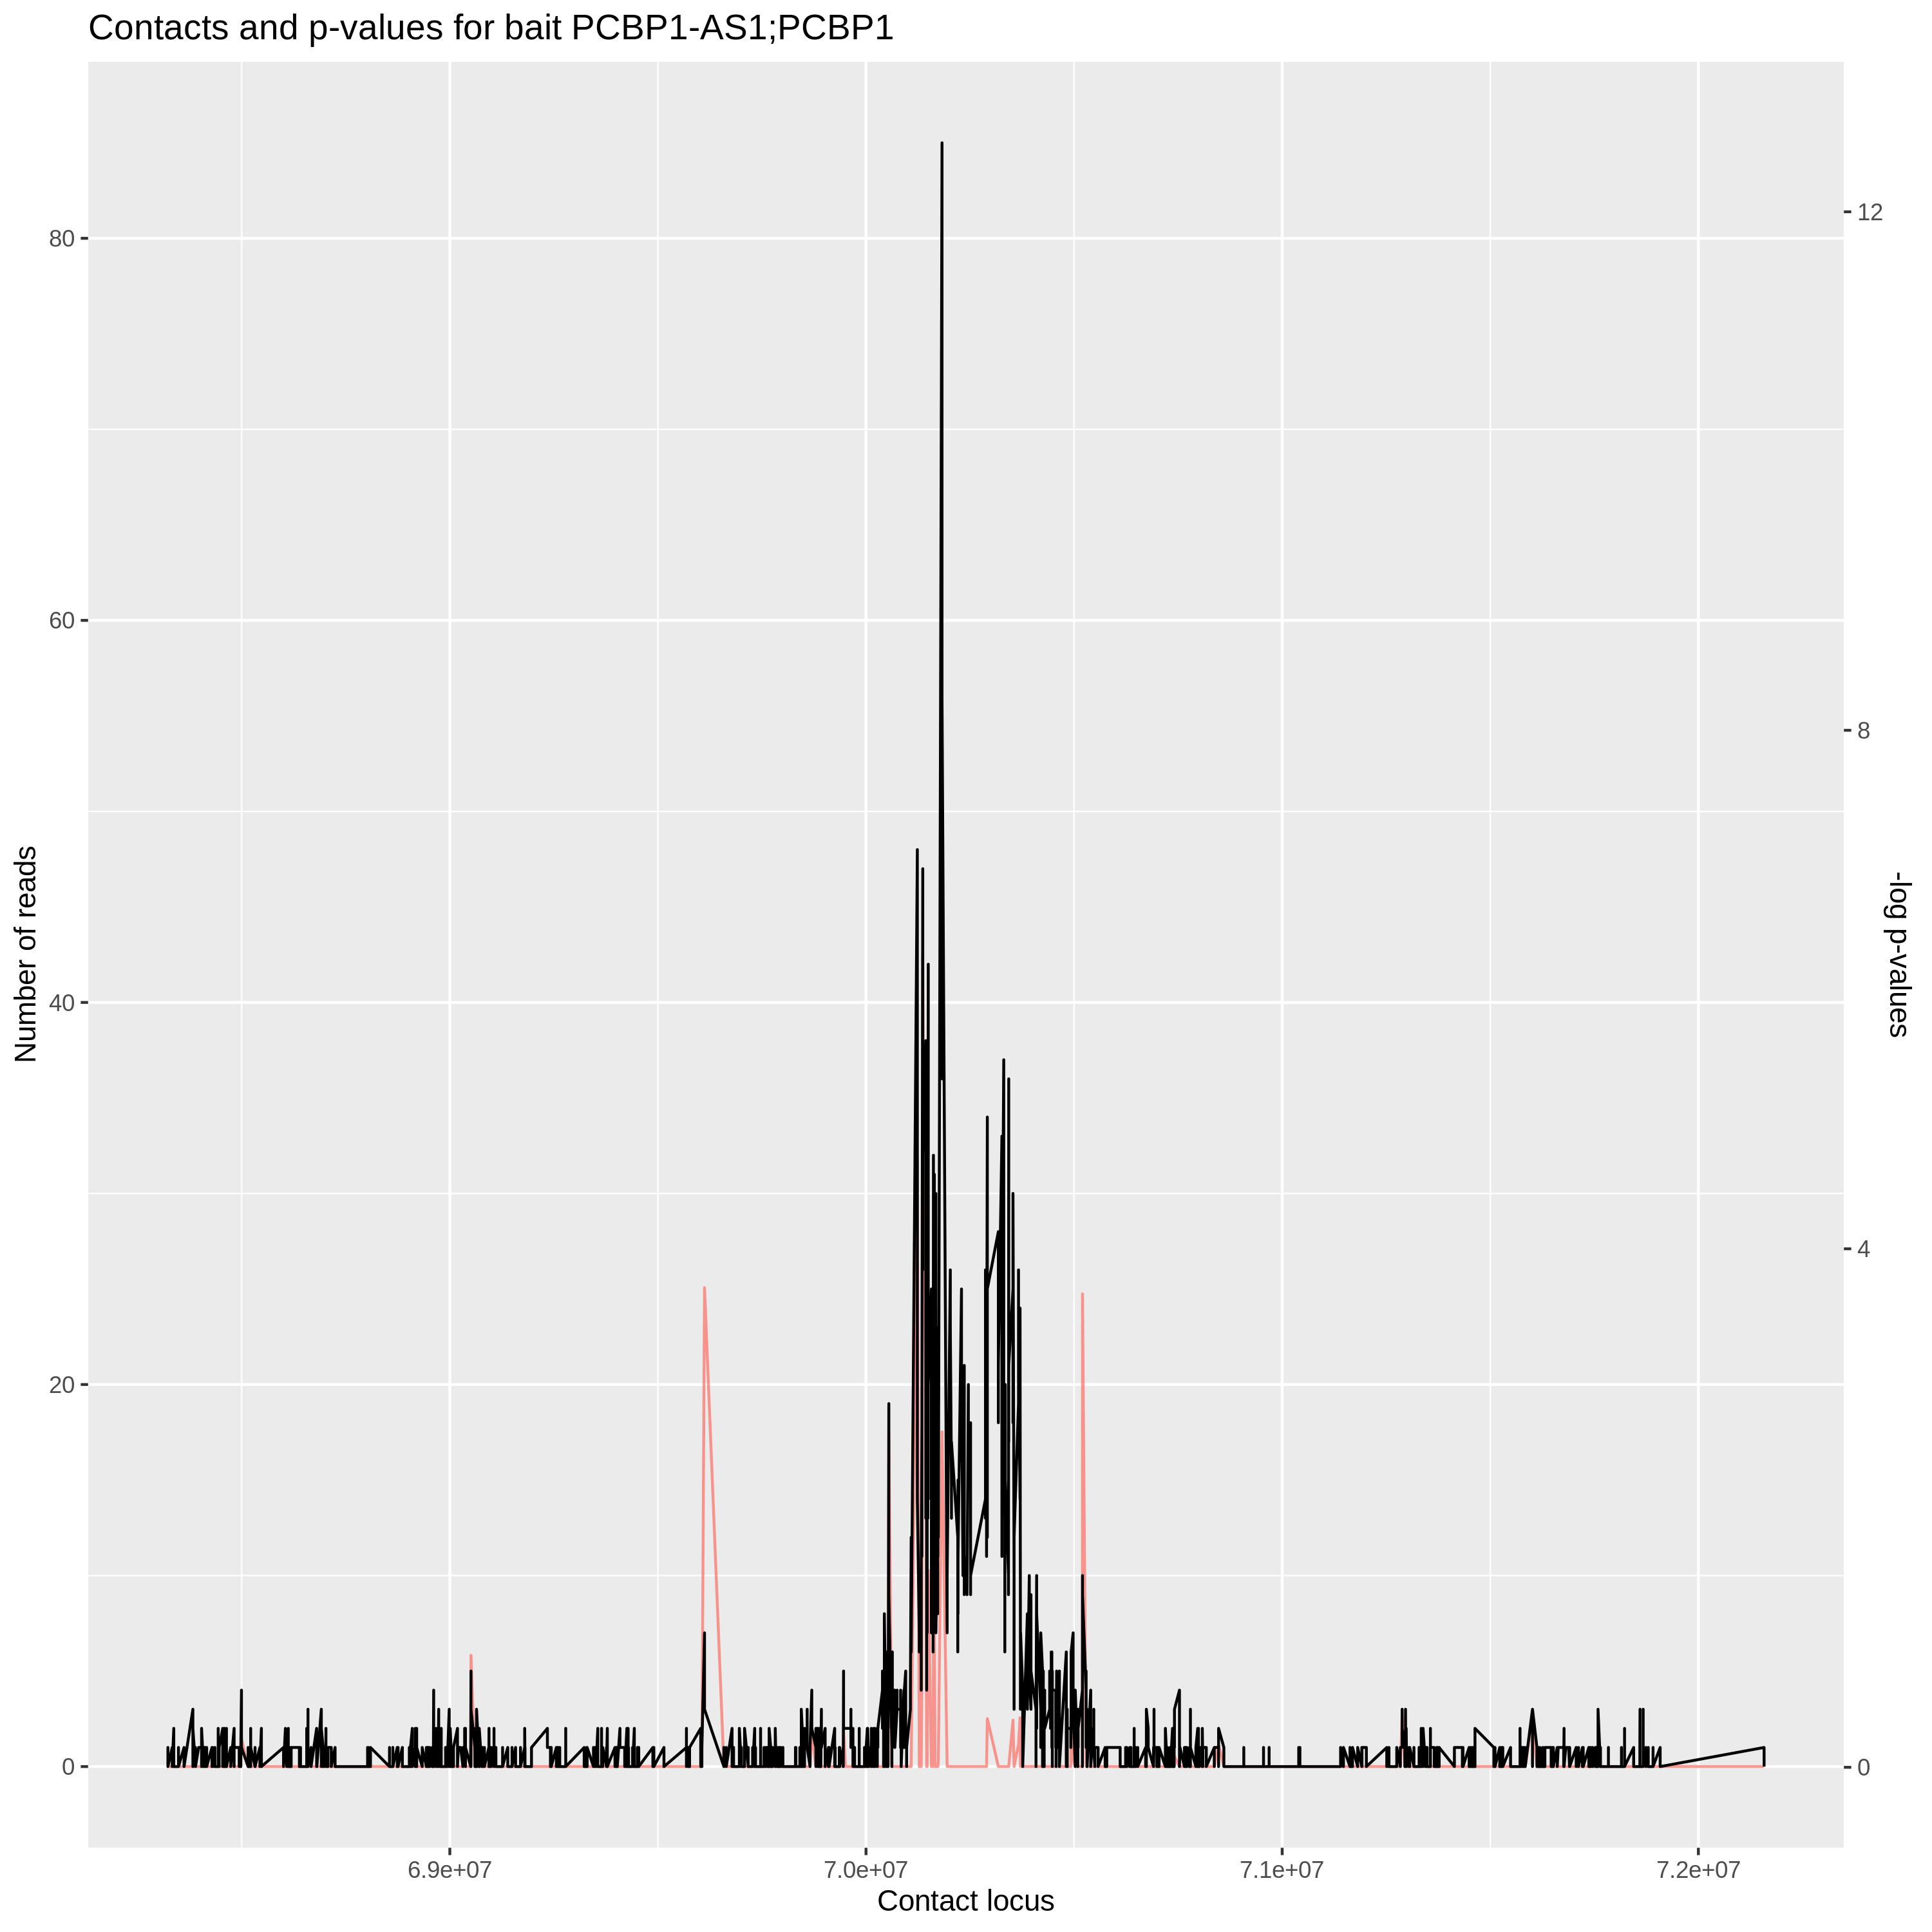 Contacts and p-values for bait PCBP1-AS1;PCBP1
80
60
40
20
0
12
8
4
0
Number of reads
-log p-values
6.9e+07 7.0e+07 7.1e+07 7.2e+07
Contact locus